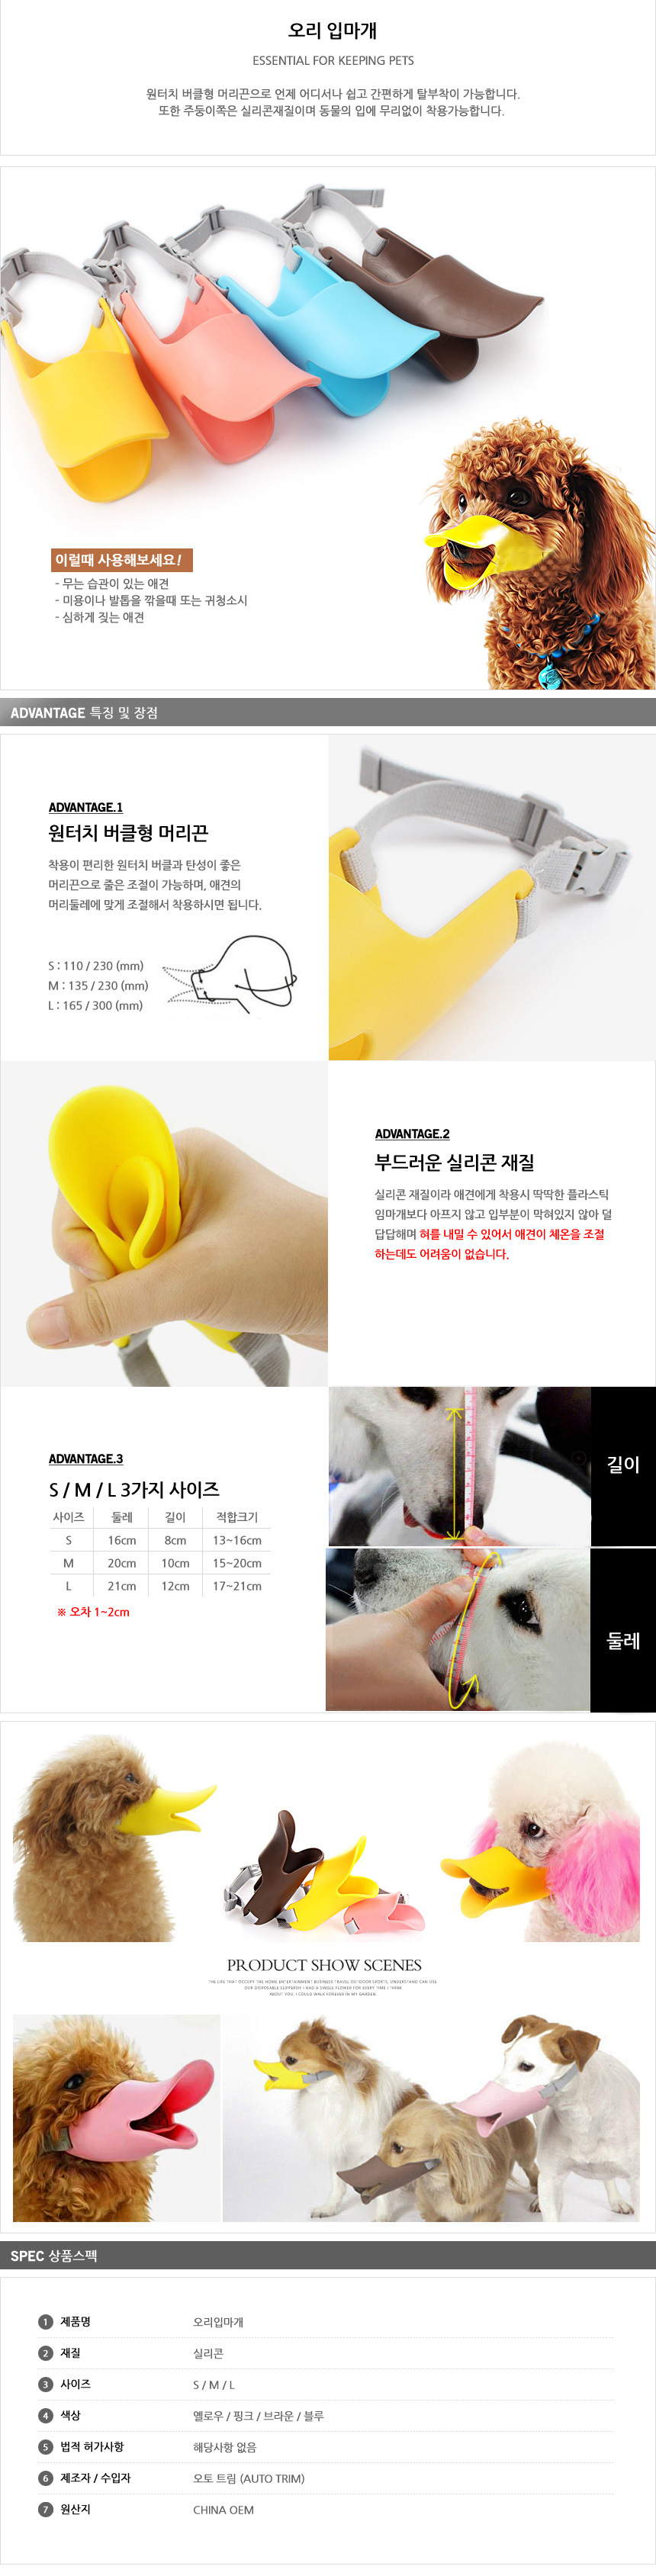 오리 입마개
ESSENTIAL FOR KEEPING PETS
원터치 버클형 머리끈으로 언제 어디서나 쉽고 간편하게 탈부착이 가능합니다.
또한 주둥이쪽은 실리콘재질이며 동물의 입에 무리없이 착용가능합니다.
이럴때 사용해보세요!
- 무는 습관이 있는 애견
- 미용이나 발톱을 깎을때 또는 귀청소시
- 심하게 짖는 애견
ADVANTAGE 특징 및 장점
ADVANTAGE.1
원터치 버클형 머리끈
착용이 편리한 원터치 버클과 탄성이 좋은
머리끈으로 줄은 조절이 가능하며, 애견의
머리둘레에 맞게 조절해서 착용하시면 됩니다.
S : 110 / 230 (mm)
M : 135 / 230 (mm)
L : 165 / 300 (mm)
ADVANTAGE.2
부드러운 실리콘 재질
실리콘 재질이라 애견에게 착용시 딱딱한 플라스틱
임마개보다 아프지 않고 입부분이 막혀있지 않아 덜
답답해며 혀를 내밀 수 있어서 애견이 체온을 조절
하는데도 어려움이 없습니다.
ADVANTAGE.3
S / M / L 3가지 사이즈
사이즈 둘레 길이 적합크기
S 16cm 8cm 13~16cm
M 20cm 10cm 15~20cm
L 21cm 12cm 17~21cm
※ 오차 1~2cm
길이
둘레
PRODUCT SHOW SCENES
SPEC 상품스펙
1 제품명 오리입마개
2 재질 실리콘
3 사이즈 S / M / L
4 색상 옐로우 / 핑크 / 브라운 / 블루
5 법적 허가사항 해당사항 없음
6 제조자 / 수입자 오토 트림 (AUTO TRIM)
7 원산지 CHINA OEM